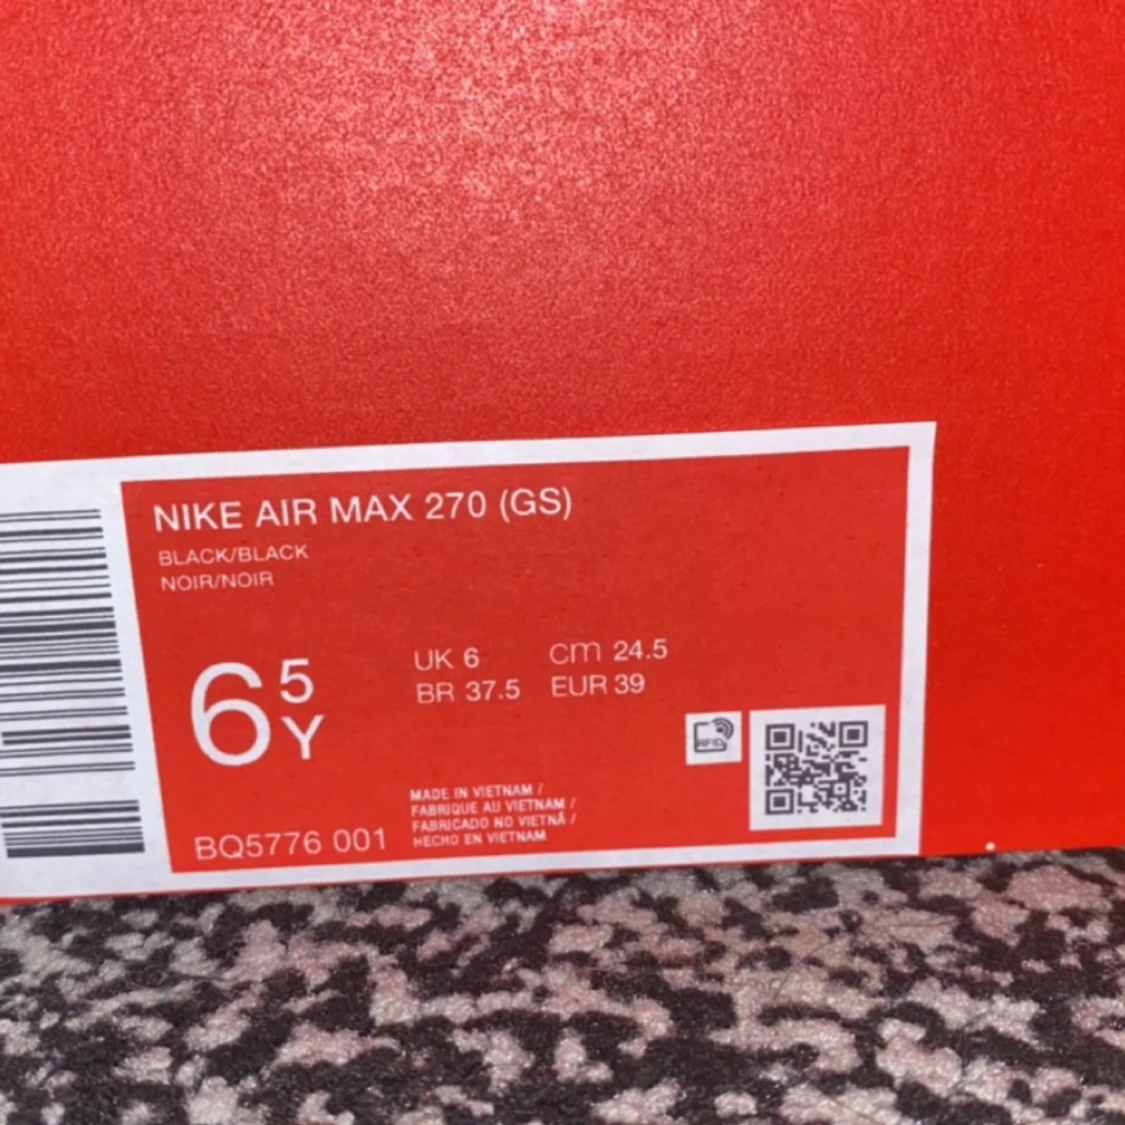 NIKE AIR MAX 270 (GS)
BLACK/BLACK
NOIR/NOIR
6 5 Y
UK 6 cm 24.5
BR 37.5 EUR 39
RFID
BQ5776 001
MADE IN VIETNAM /
FABRIQUE AU VIETNAM /
FABRICADO NO VIETNÃ /
HECHO EN VIETNAM